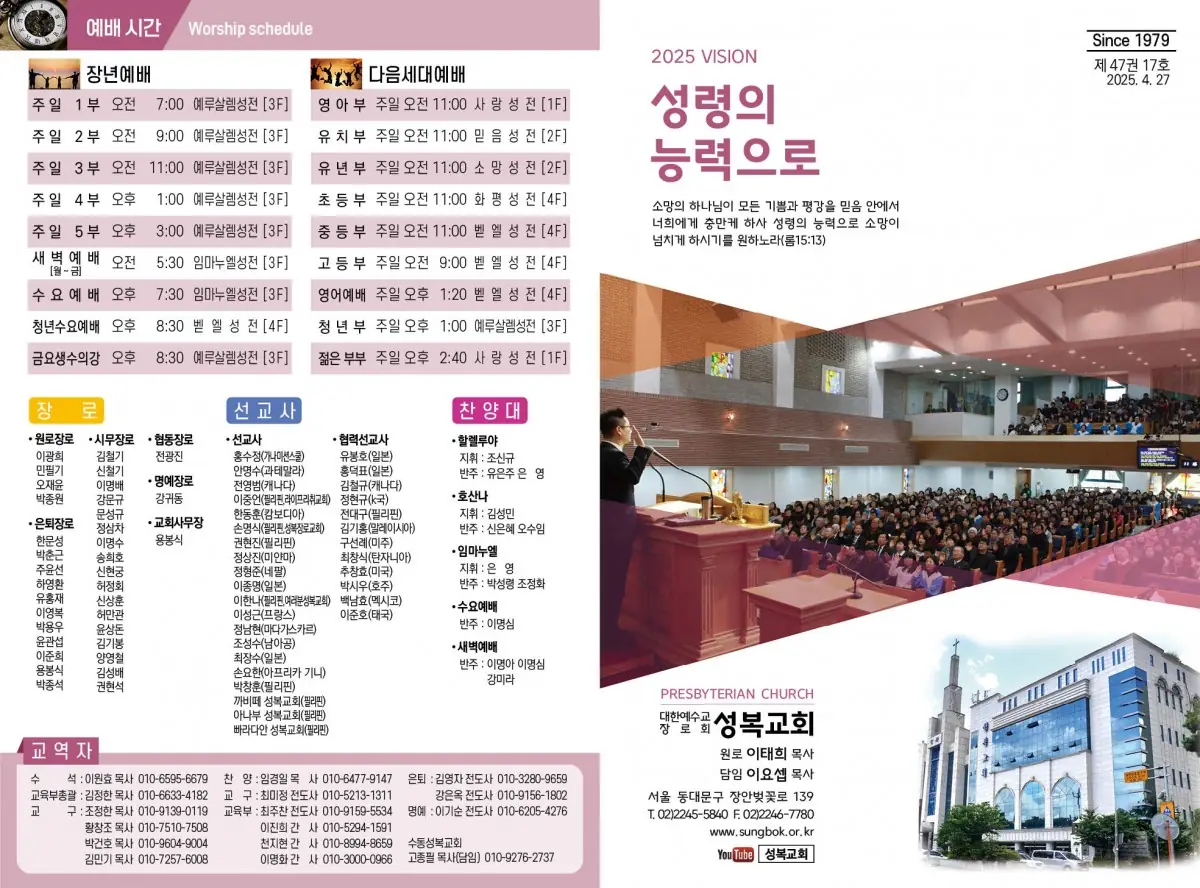 예배 시간 Worship schedule
장년예배
주일 1부 오전 7:00 예루살렘성전 [3F]
주일 2부 오전 9:00 예루살렘성전 [3F]
주일 3부 오전 11:00 예루살렘성전 [3F]
주일 4부 오후 1:00 예루살렘성전 [3F]
주일 5부 오후 3:00 예루살렘성전 [3F]
새벽예배 [월~금] 오전 5:30 임마누엘성전 [3F]
수요예배 오후 7:30 임마누엘성전 [3F]
청년수요예배 오후 8:30 벧엘성전 [4F]
금요생수의강 오후 8:30 예루살렘성전 [3F]
다음세대예배
영아부 주일 오전 11:00 사랑성전 [1F]
유치부 주일 오전 11:00 믿음성전 [2F]
유년부 주일 오전 11:00 소망성전 [2F]
초등부 주일 오전 11:00 화평성전 [4F]
중등부 주일 오전 11:00 벧엘성전 [4F]
고등부 주일 오전 9:00 벧엘성전 [4F]
영어예배 주일 오후 1:20 벧엘성전 [4F]
청년부 주일 오후 1:00 예루살렘성전 [3F]
젊은 부부 주일 오후 2:40 사랑성전 [1F]
장 로
• 원로장로
이광희
민필기
오재윤
박종원
• 은퇴장로
한문성
박춘근
주윤선
하영환
유홍재
이영복
박용우
윤관섭
이준희
용봉식
박종석
• 시무장로
김철기
신철기
이명배
강문규
문성규
정삼차
이명수
송희호
신현궁
허정회
신상훈
허만관
윤상돈
김기봉
양영철
김성배
권현석
• 협동장로
전광진
• 명예장로
강귀동
• 교회사무장
용봉식
선교사
• 선교사
홍수정(가나미션스쿨)
안명수(과테말라)
전영범(캐나다)
이중언(필리핀,라이프리휘교회)
한동훈(캄보디아)
손명식(필리핀,성복장로교회)
권현진(필리핀)
정상진(미얀마)
정형준(네팔)
이종명(일본)
이한나(필리핀,여러분성복교회)
이성근(프랑스)
정남현(마다가스카르)
조성수(남아공)
최장수(일본)
손요한(아프리카 기니)
박창훈(필리핀)
까비떼 성복교회(필리핀)
아나부 성복교회(필리핀)
빠라다안 성복교회(필리핀)
• 협력선교사
유봉호(일본)
홍덕표(일본)
김철규(캐나다)
정현규(k국)
전대구(필리핀)
김기홍(말레이시아)
구선례(미주)
최창식(탄자니아)
추창효(미국)
박시우(호주)
백남효(멕시코)
이준호(태국)
찬양대
• 할렐루야
지휘 : 조신규
반주 : 유은주 은 영
• 호산나
지휘 : 김성민
반주 : 신은혜 오수임
• 임마누엘
지휘 : 은 영
반주 : 박성령 조정화
• 수요예배
반주 : 이명심
• 새벽예배
반주 : 이명아 이명심
강미라
교역자
수 석 : 이원효 목사 010-6595-6679
교육부총괄 : 김정한 목사 010-6633-4182
교 구 : 조정한 목사 010-9139-0119
황창조 목사 010-7510-7508
박건호 목사 010-9604-9004
김민기 목사 010-7257-6008
찬 양 : 임경일 목 사 010-6477-9147
교 구 : 최미정 전도사 010-5213-1311
교육부 : 최주찬 전도사 010-9159-5534
이진희 간 사 010-5294-1591
천지현 간 사 010-8994-8659
이명화 간 사 010-3000-0966
은퇴 : 김영자 전도사 010-3280-9659
강은옥 전도사 010-9156-1802
명예 : 이기순 전도사 010-6205-4276
수동성복교회
고종필 목사(담임) 010-9276-2737
Since 1979
제 47권 17호
2025. 4. 27
2025 VISION
성령의
능력으로
소망의 하나님이 모든 기쁨과 평강을 믿음 안에서
너희에게 충만케 하사 성령의 능력으로 소망이
넘치게 하시기를 원하노라(롬15:13)
PRESBYTERIAN CHURCH
대한예수교
장로회 성복교회
원로 이태희 목사
담임 이요셉 목사
서울 동대문구 장안벚꽃로 139
T. 02)2245-5840 F. 02)2246-7780
www.sungbok.or.kr
YouTube 성복교회
성복교회